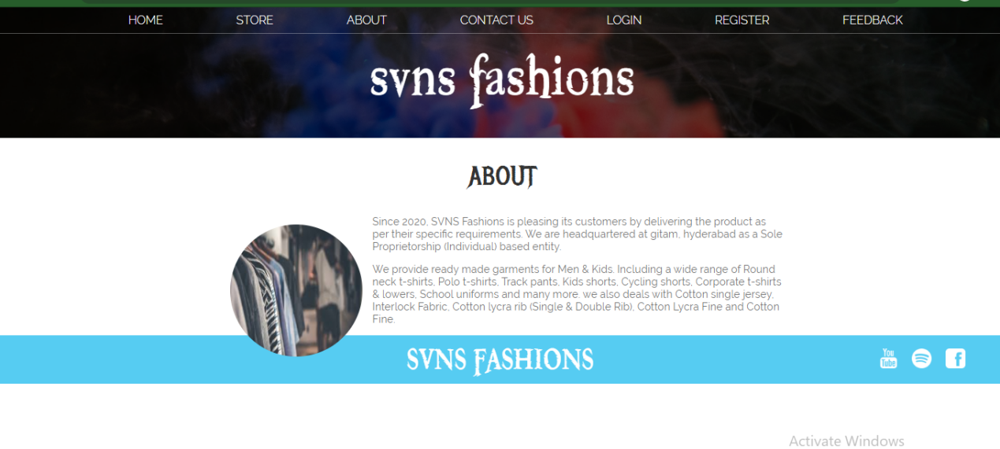 HOME STORE ABOUT CONTACT US LOGIN REGISTER FEEDBACK
svns fashions
ABOUT
Since 2020, SVNS Fashions is pleasing its customers by delivering the product as
per their specific requirements. We are headquartered at gitam, hyderabad as a Sole
Proprietorship (Individual) based entity.
We provide ready made garments for Men & Kids. Including a wide range of Round
neck t-shirts, Polo t-shirts, Track pants, Kids shorts, Cycling shorts, Corporate t-shirts
& lowers, School uniforms and many more. we also deals with Cotton single jersey,
Interlock Fabric, Cotton lycra rib (Single & Double Rib), Cotton Lycra Fine and Cotton
Fine.
SVNS FASHIONS
You
Tube
Activate Windows